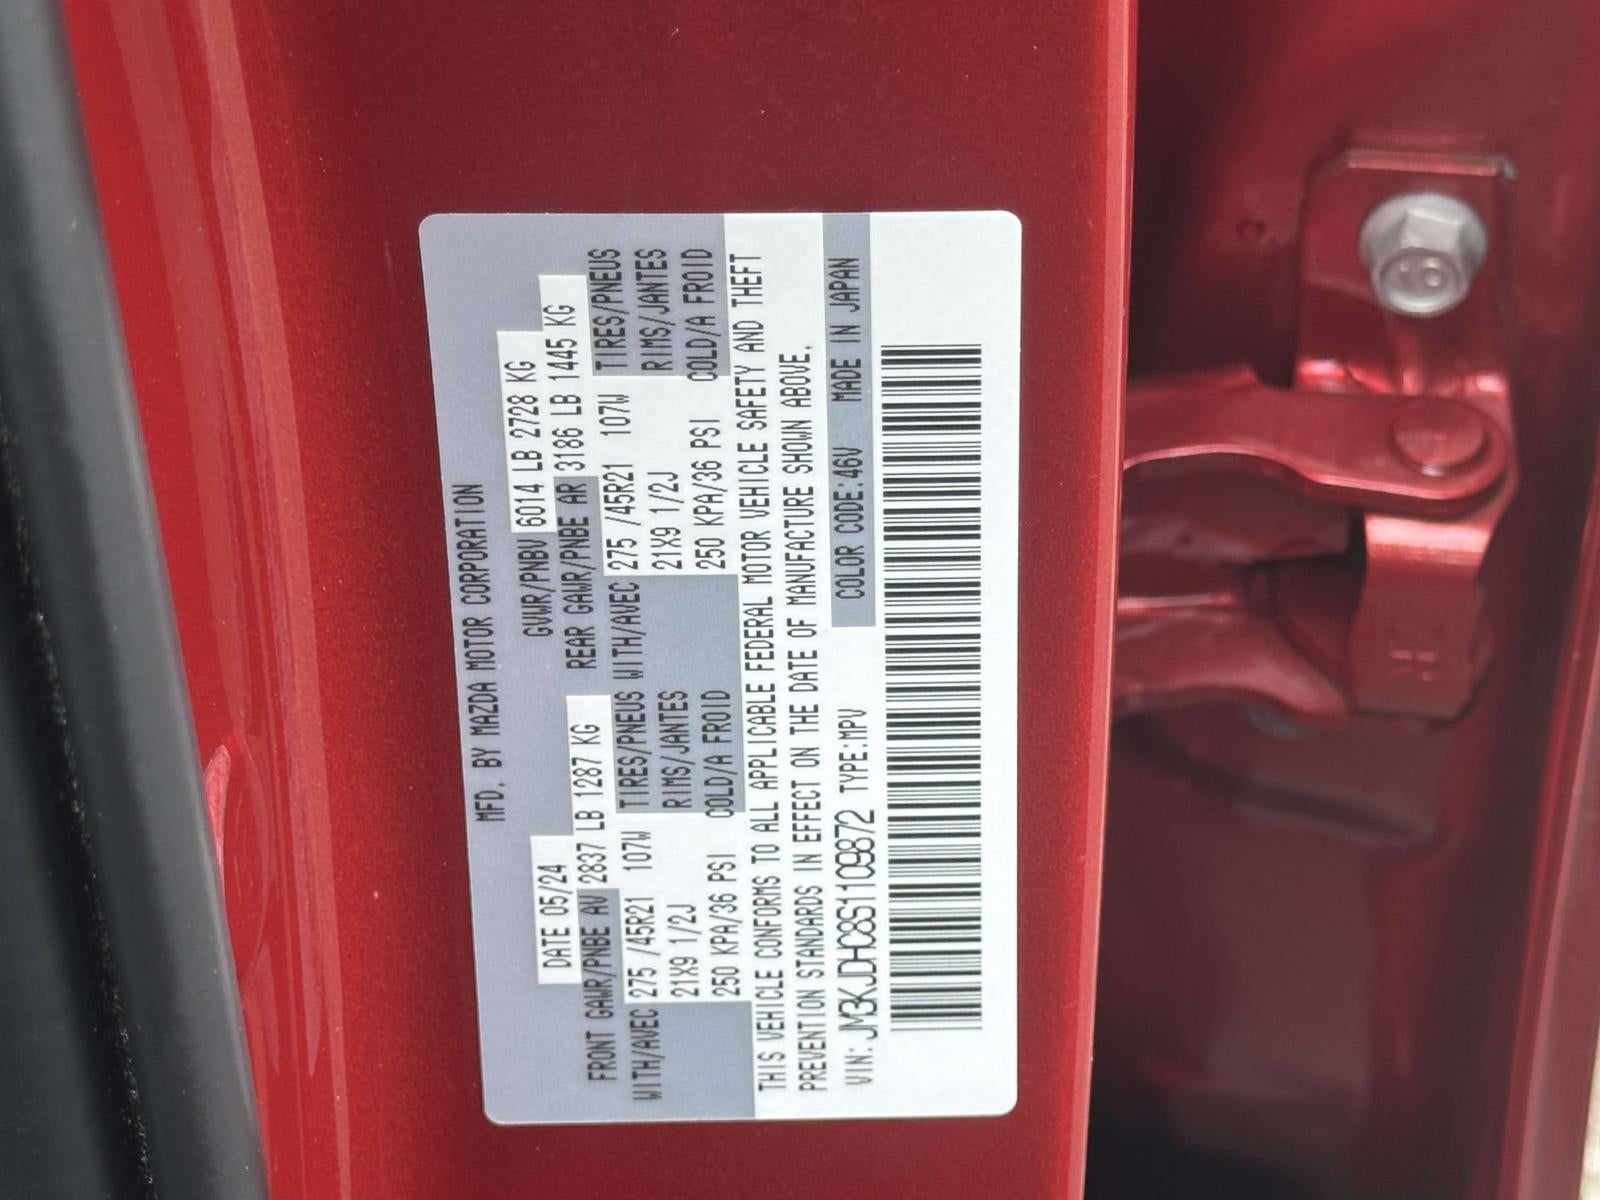 MFD. BY MAZDA MOTOR CORPORATION
DATE 05/24 GVWR/PNBV 6014 LB 2728 KG
FRONT GAWR/PNBE AV 2837 LB 1287 KG REAR GAWR/PNBE AR 3186 LB 1445 KG
WITH/AVEC 275 /45R21 107W TIRES/PNEUS WITH/AVEC 275 /45R21 107W TIRES/PNEUS
21X9 1/2J RIMS/JANTES 21X9 1/2J RIMS/JANTES
250 KPA/36 PSI COLD/A FROID 250 KPA/36 PSI COLD/A FROID
THIS VEHICLE CONFORMS TO ALL APPLICABLE FEDERAL MOTOR VEHICLE SAFETY AND THEFT
PREVENTION STANDARDS IN EFFECT ON THE DATE OF MANUFACTURE SHOWN ABOVE.
VIN: JM3KJDHC8S1109872 TYPE:MPV COLOR CODE:46V MADE IN JAPAN